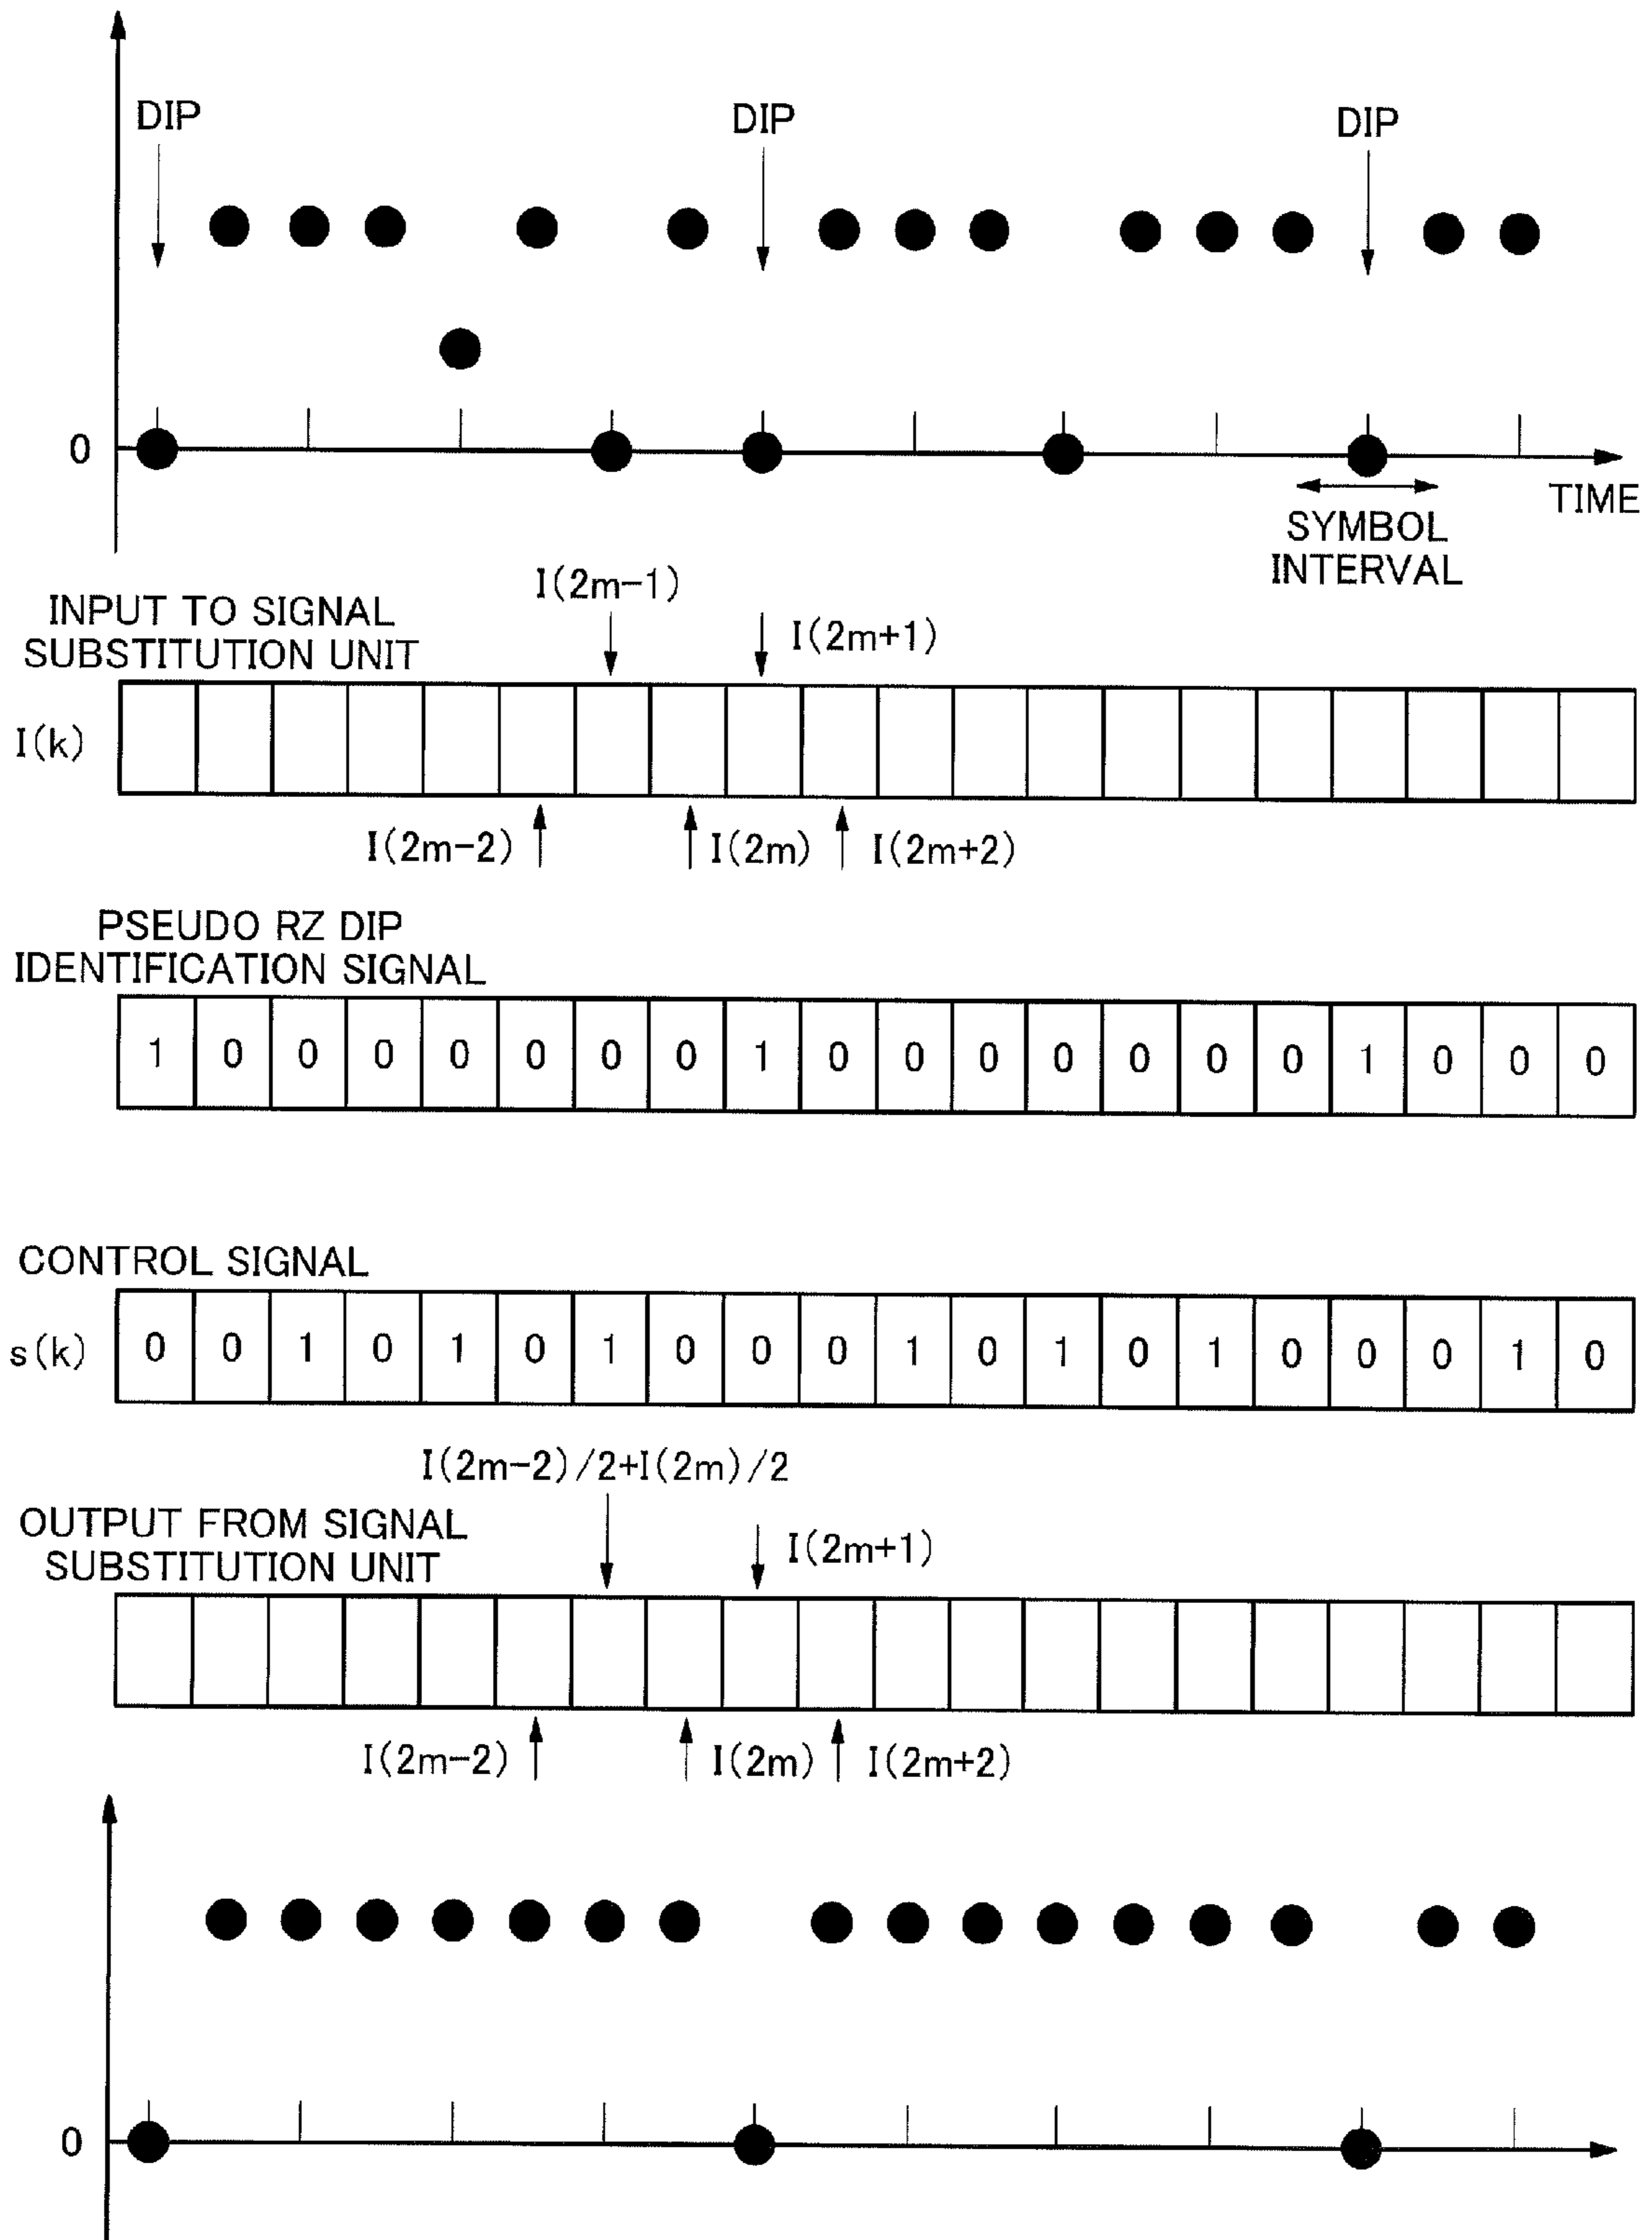 DIP
DIP
DIP
0
TIME
SYMBOL
INTERVAL
INPUT TO SIGNAL
SUBSTITUTION UNIT
I(2m-1)
I(2m+1)
I(k)
I(2m-2)
I(2m)
I(2m+2)
PSEUDO RZ DIP
IDENTIFICATION SIGNAL
1 0 0 0 0 0 0 0 1 0 0 0 0 0 0 0 1 0 0 0
CONTROL SIGNAL
s(k) 0 0 1 0 1 0 1 0 0 0 1 0 1 0 1 0 0 0 1 0
I(2m-2)/2+I(2m)/2
OUTPUT FROM SIGNAL
SUBSTITUTION UNIT
I(2m+1)
I(2m-2)
I(2m)
I(2m+2)
0